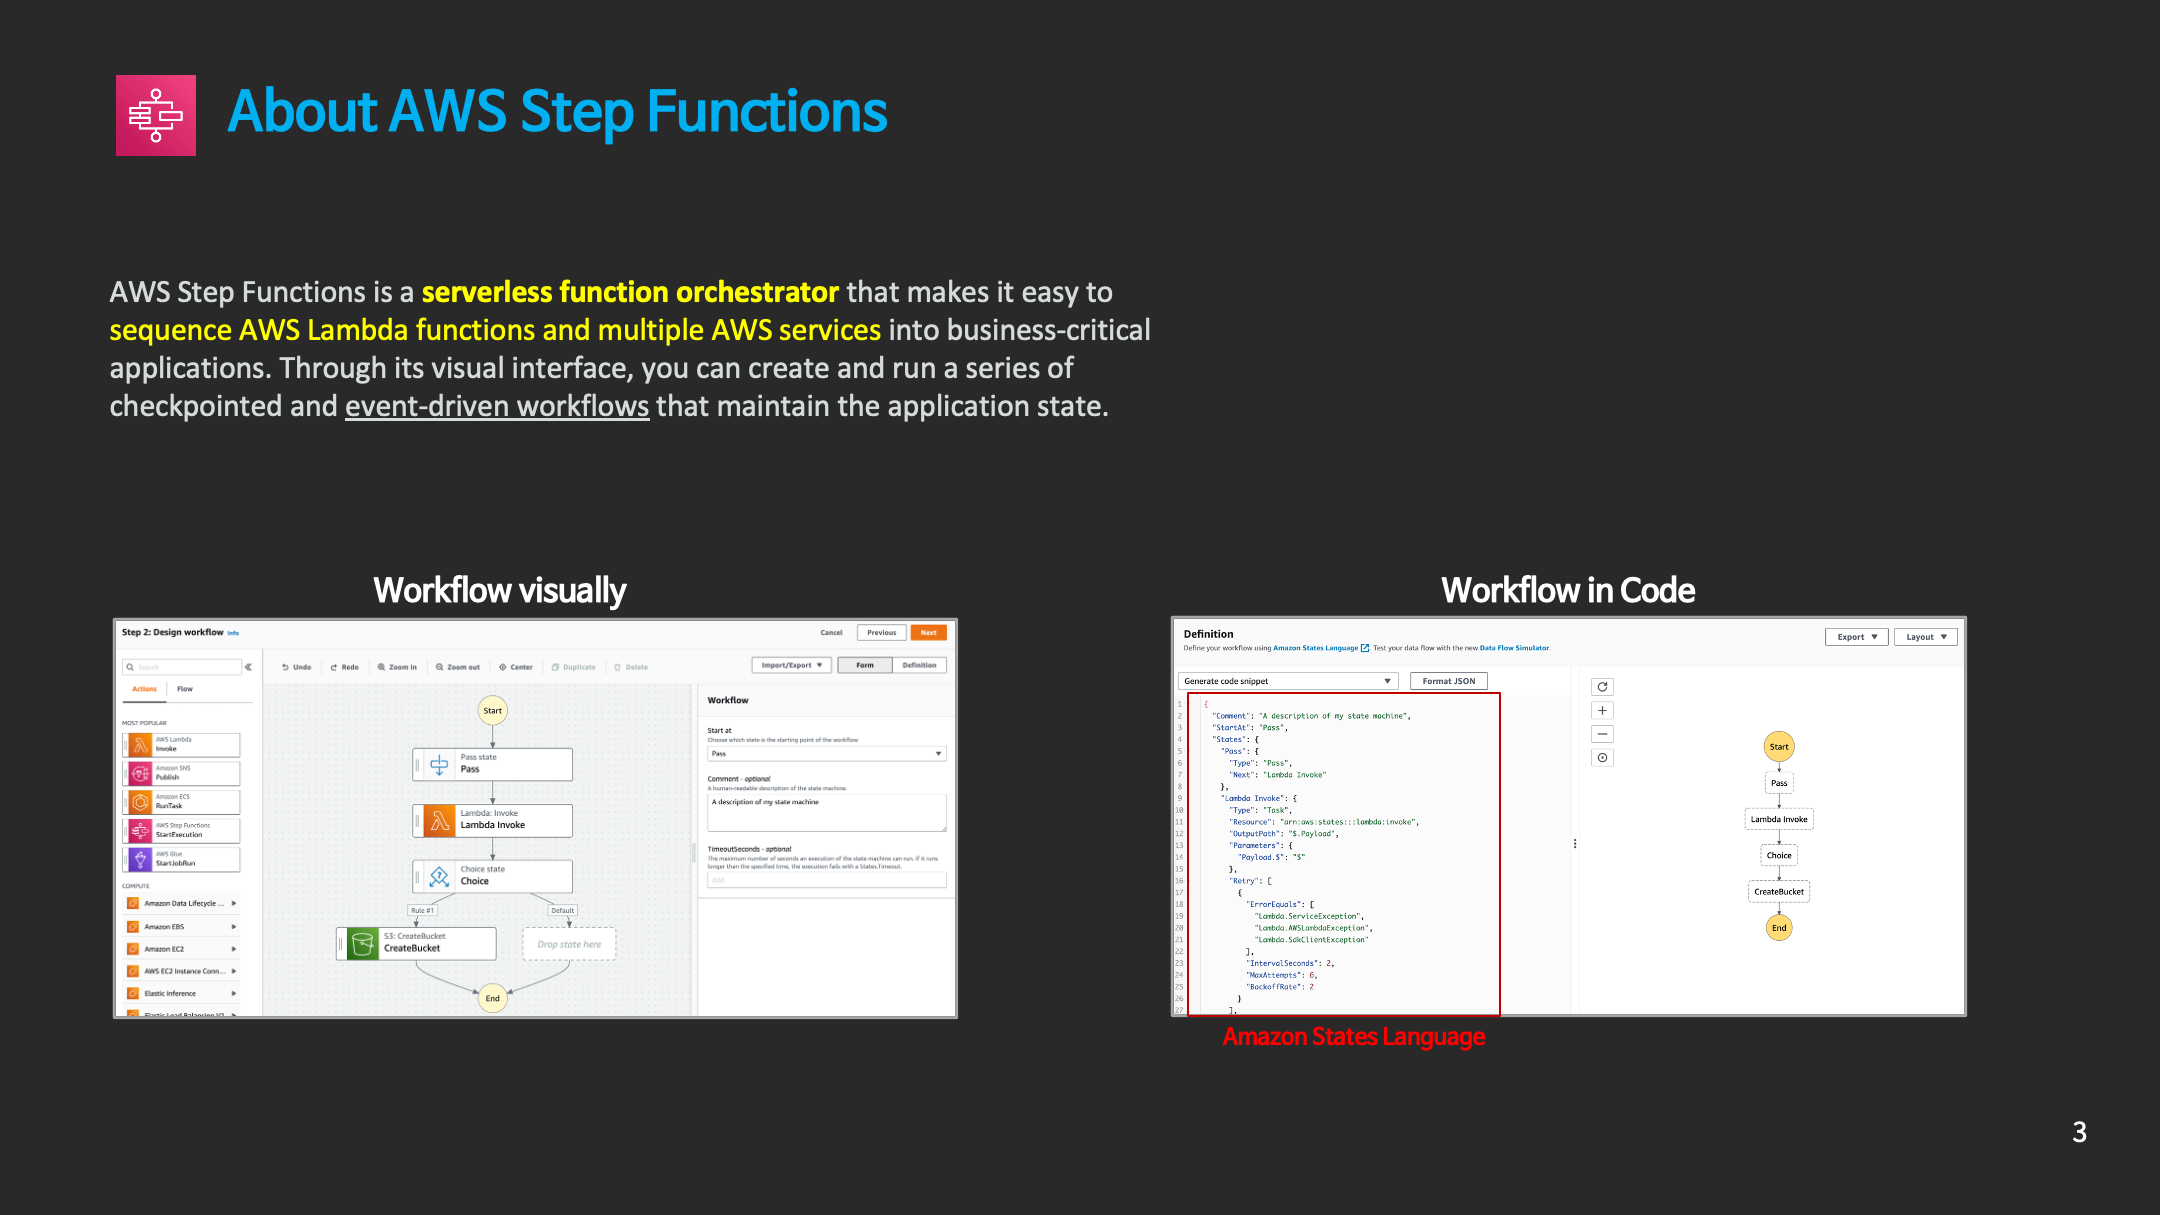 About AWS Step Functions
AWS Step Functions is a serverless function orchestrator that makes it easy to
sequence AWS Lambda functions and multiple AWS services into business-critical
applications. Through its visual interface, you can create and run a series of
checkpointed and event-driven workflows that maintain the application state.
Workflow visually
Step 2: Design workflow Info
Cancel
Previous
Next
Search
Undo
Redo
Zoom in
Zoom out
Center
Duplicate
Delete
Import/Export
Form
Definition
Actions
Flow
MOST POPULAR
AWS Lambda
Invoke
Amazon SNS
Publish
Amazon ECS
RunTask
AWS Step Functions
StartExecution
AWS Glue
StartJobRun
COMPUTE
Amazon Data Lifecycle ...
Amazon EBS
Amazon EC2
AWS EC2 Instance Conn...
Elastic Inference
Start
Pass state
Pass
Lambda: Invoke
Lambda Invoke
Choice state
Choice
Rule #1
Default
S3: CreateBucket
CreateBucket
Drop state here
End
Workflow
Start at
Choose which state is the starting point of the workflow
Pass
Comment - optional
A human-readable description of the state machine.
A description of my state machine
TimeoutSeconds - optional
The maximum number of seconds an execution of the state machine can run. If it runs
longer than the specified time, the execution fails with a States.Timeout.
600
Workflow in Code
Definition
Define your workflow using Amazon States Language. Test your data flow with the new Data Flow Simulator.
Export
Layout
Generate code snippet
Format JSON
1 {
2 "Comment": "A description of my state machine",
3 "StartAt": "Pass",
4 "States": {
5 "Pass": {
6 "Type": "Pass",
7 "Next": "Lambda Invoke"
8 },
9 "Lambda Invoke": {
10 "Type": "Task",
11 "Resource": "arn:aws:states:::lambda:invoke",
12 "OutputPath": "$.Payload",
13 "Parameters": {
14 "Payload.$": "$"
15 },
16 "Retry": [
17 {
18 "ErrorEquals": [
19 "Lambda.ServiceException",
20 "Lambda.AWSLambdaException",
21 "Lambda.SdkClientException"
22 ],
23 "IntervalSeconds": 2,
24 "MaxAttempts": 6,
25 "BackoffRate": 2
26 }
27 ],
Start
Pass
Lambda Invoke
Choice
CreateBucket
End
Amazon States Language
3